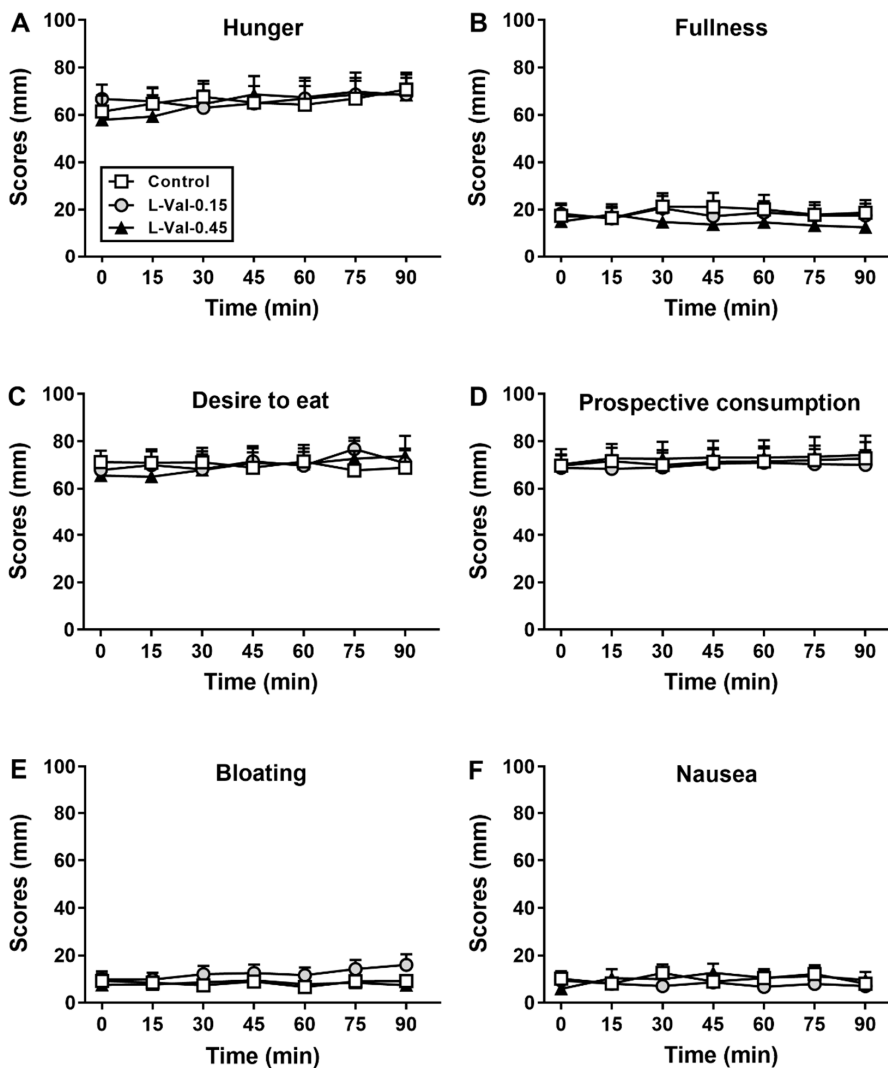 A
Hunger
100
80
60
40
20
0
Scores (mm)
Control
L-Val-0.15
L-Val-0.45
0 15 30 45 60 75 90
Time (min)
B
Fullness
100
80
60
40
20
0
Scores (mm)
0 15 30 45 60 75 90
Time (min)
C
Desire to eat
100
80
60
40
20
0
Scores (mm)
0 15 30 45 60 75 90
Time (min)
D
Prospective consumption
100
80
60
40
20
0
Scores (mm)
0 15 30 45 60 75 90
Time (min)
E
Bloating
100
80
60
40
20
0
Scores (mm)
0 15 30 45 60 75 90
Time (min)
F
Nausea
100
80
60
40
20
0
Scores (mm)
0 15 30 45 60 75 90
Time (min)